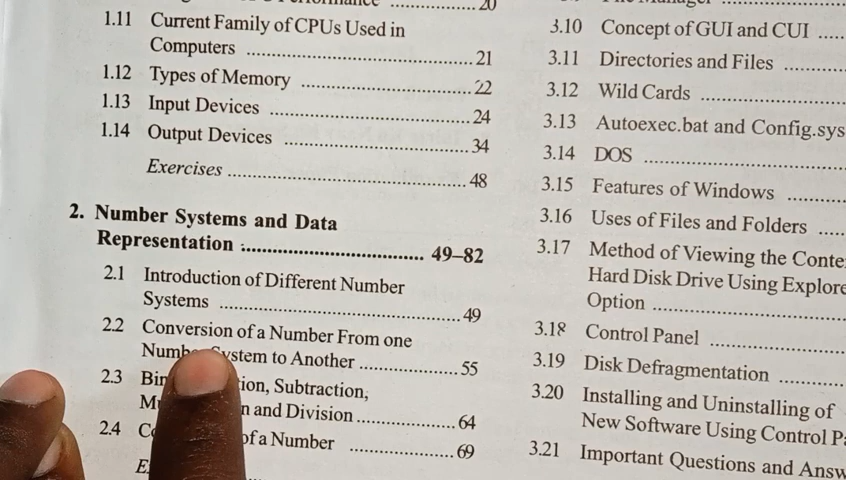 20
1.11 Current Family of CPUs Used in
Computers ........................ 21
1.12 Types of Memory ........................ 22
1.13 Input Devices ........................ 24
1.14 Output Devices ........................ 34
Exercises ........................ 48
2. Number Systems and Data
Representation ........................ 49–82
2.1 Introduction of Different Number
Systems ........................ 49
2.2 Conversion of a Number From one
System to Another ........................ 55
2.3 Subtraction,
and Division ........................ 64
2.4 of a Number ........................ 69
3.10 Concept of GUI and CUI .....
3.11 Directories and Files ........
3.12 Wild Cards ........................
3.13 Autoexec.bat and Config.sys
3.14 DOS ........................
3.15 Features of Windows ........
3.16 Uses of Files and Folders .....
3.17 Method of Viewing the
Hard Disk Drive Using
Option ........................
3.18 Control Panel ........................
3.19 Disk Defragmentation ........
3.20 Installing and Uninstalling of
New Software Using Control
3.21 Important Questions and